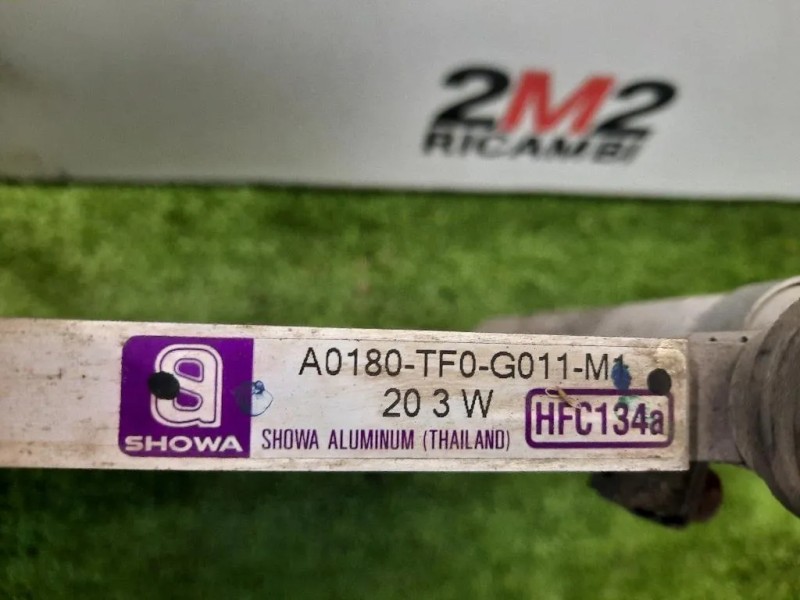 2M2
RICAMBI
A0180-TF0-G011-M1
20 3 W
HFC134a
SHOWA
SHOWA ALUMINUM (THAILAND)